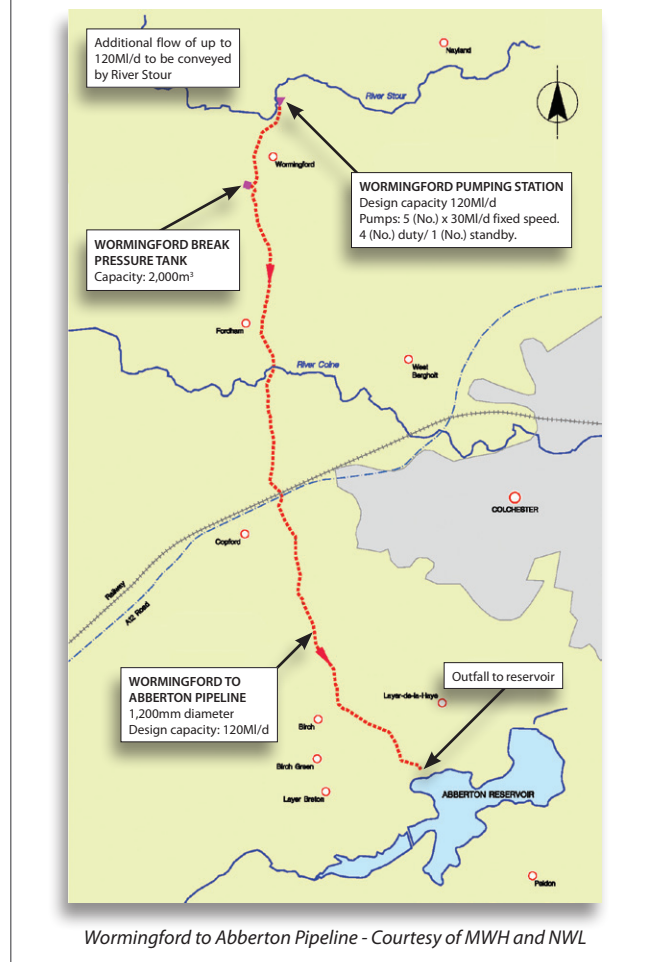 Additional flow of up to
120Ml/d to be conveyed
by River Stour
Nayland
River Stour
Wormingford
WORMINGFORD PUMPING STATION
Design capacity 120Ml/d
Pumps: 5 (No.) x 30Ml/d fixed speed.
4 (No.) duty/ 1 (No.) standby.
WORMINGFORD BREAK
PRESSURE TANK
Capacity: 2,000m³
Fordham
River Colne
West
Bergholt
COLCHESTER
Copford
Railway
A12 Road
WORMINGFORD TO
ABBERTON PIPELINE
1,200mm diameter
Design capacity: 120Ml/d
Outfall to reservoir
Layer-de-la-Haye
Birch
Birch Green
Layer Breton
ABBERTON RESERVOIR
Peldon
Wormingford to Abberton Pipeline - Courtesy of MWH and NWL